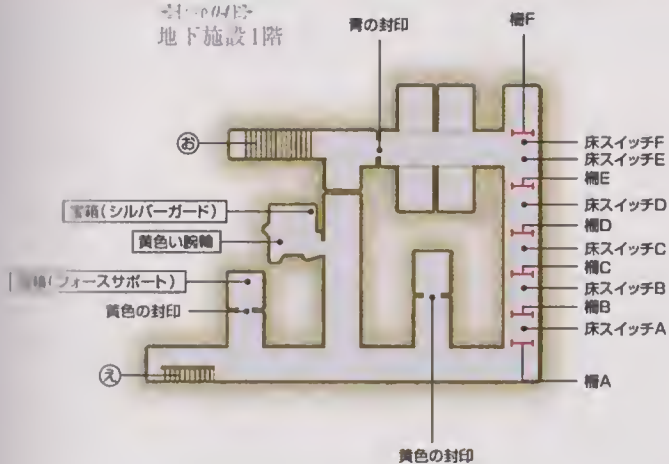 地下施設1階
青の封印
柵F
お
床スイッチF
床スイッチE
柵E
宝箱(シルバーガード)
床スイッチD
黄色い腕輪
柵D
床スイッチC
(フォースサポート)
柵C
床スイッチB
黄色の封印
柵B
床スイッチA
え
柵A
黄色の封印